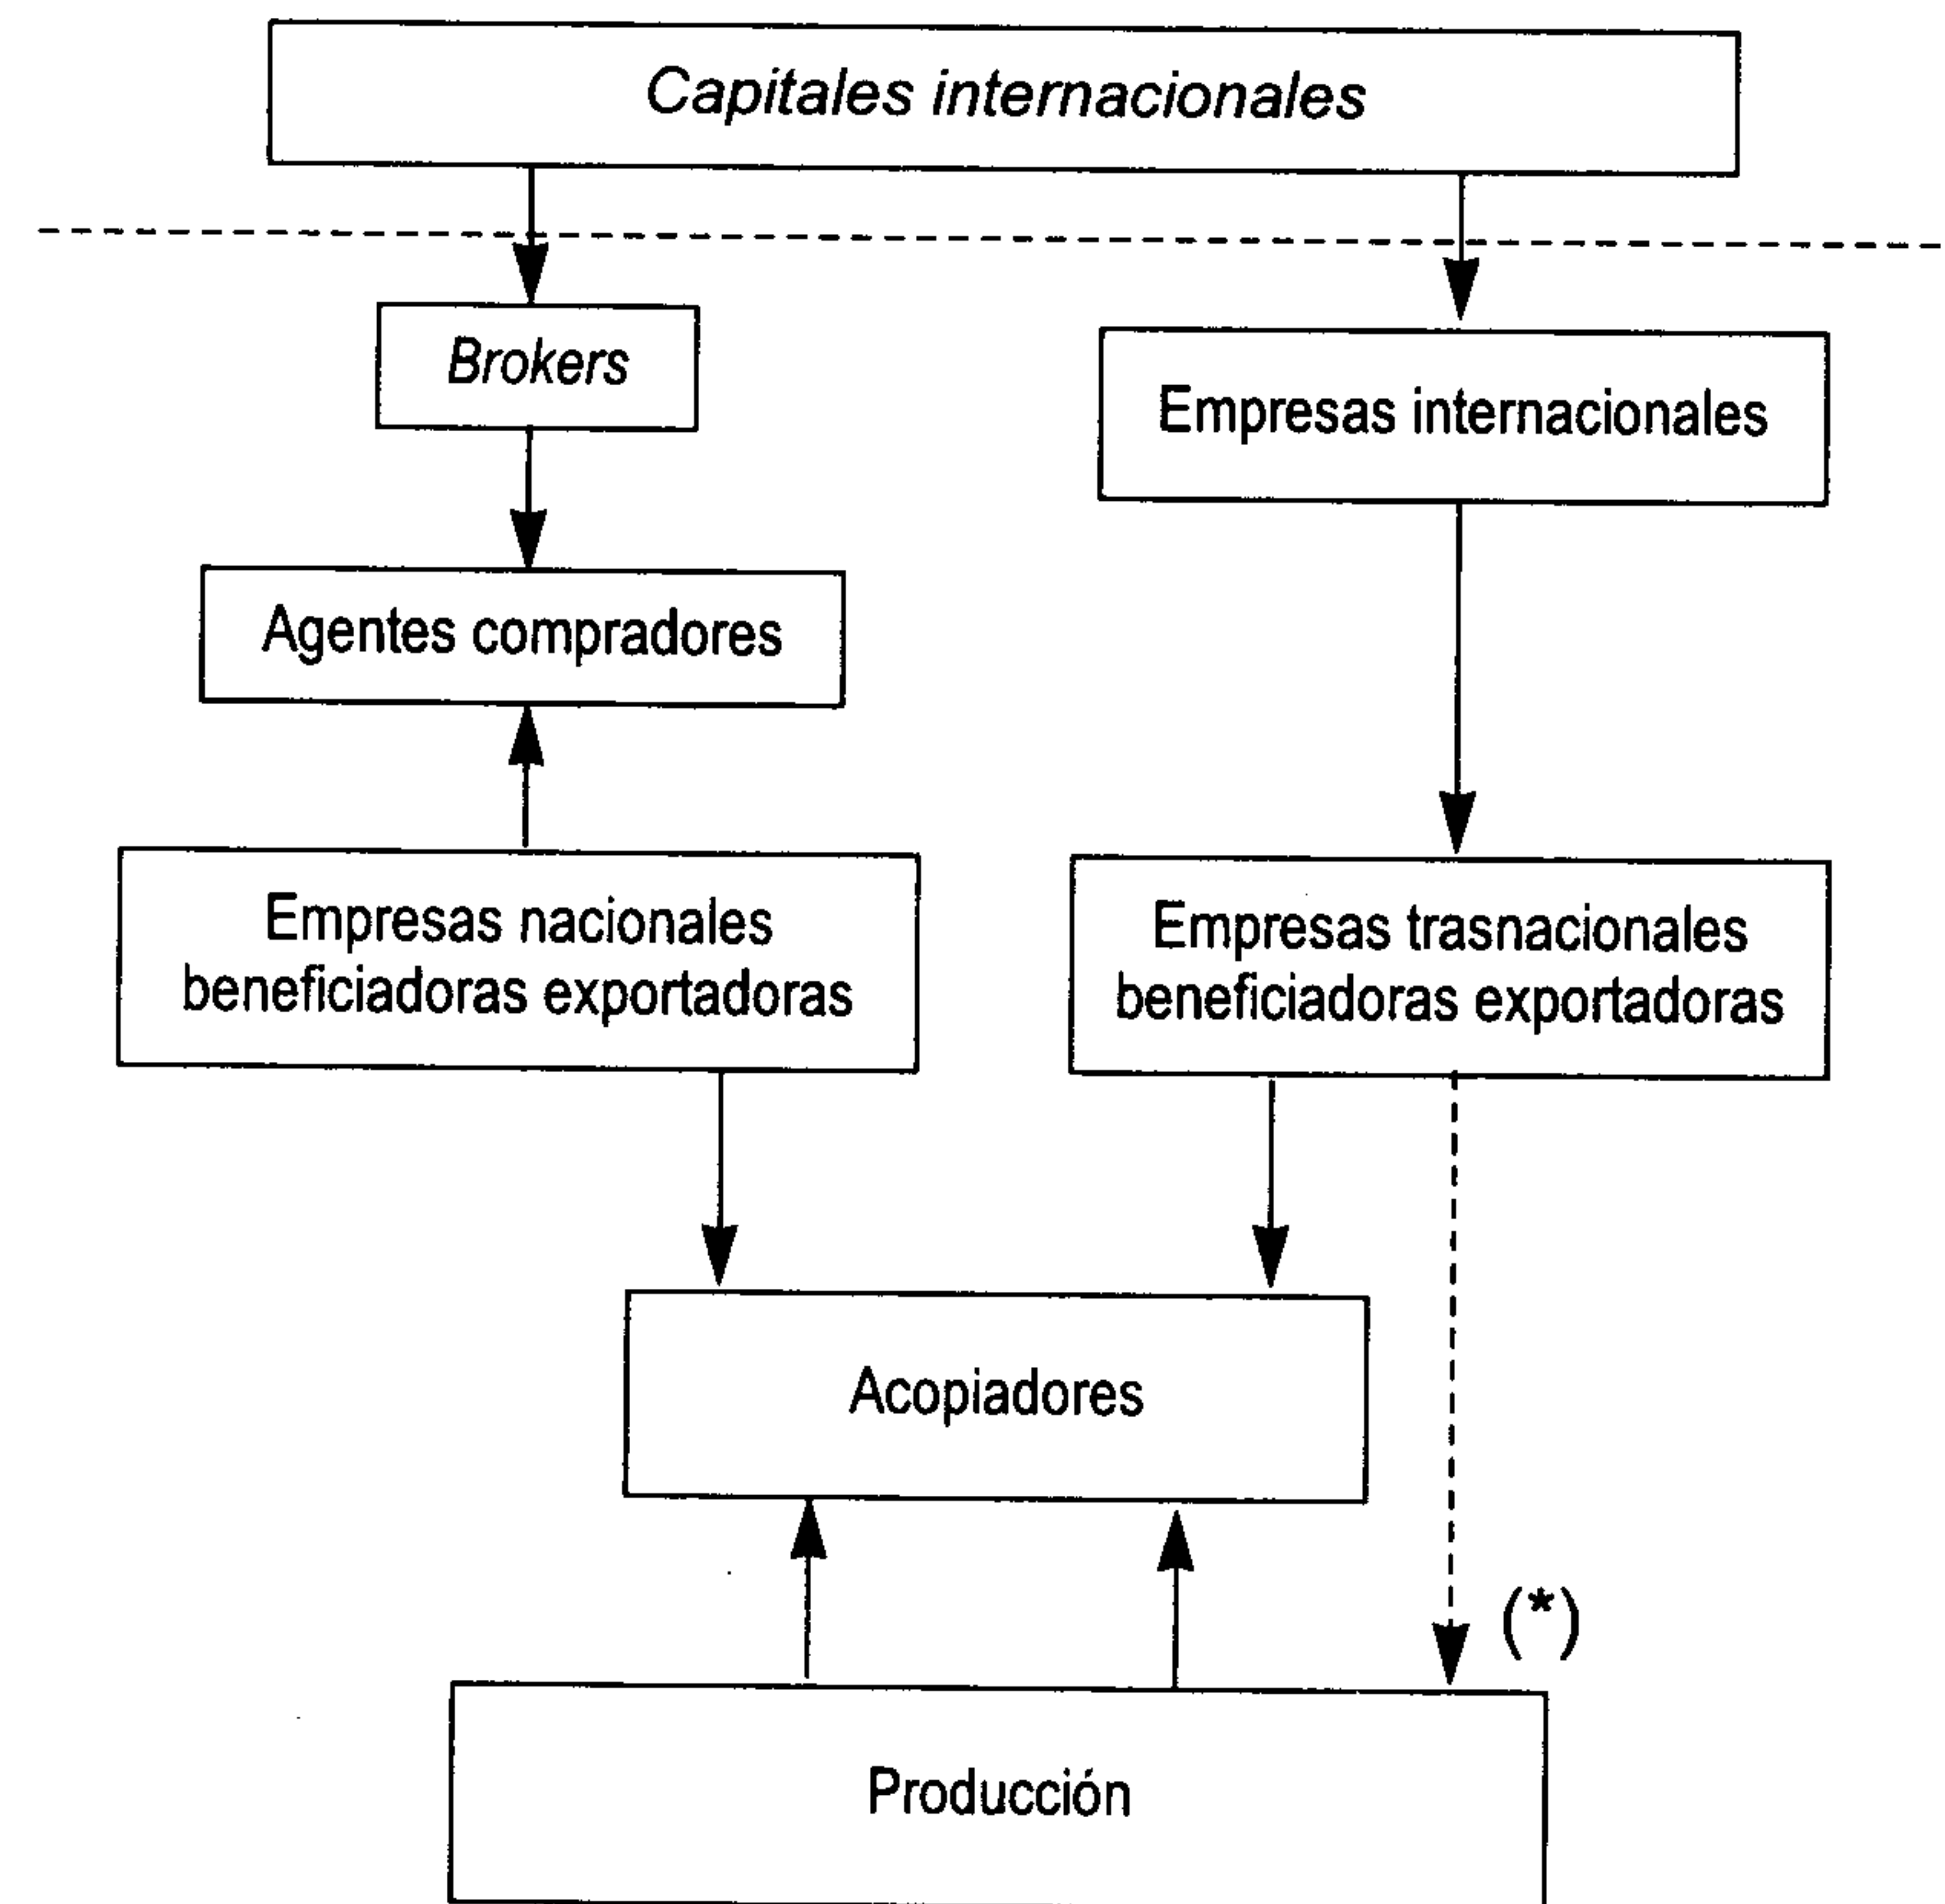 Capitales internacionales
Brokers
Empresas internacionales
Agentes compradores
Empresas nacionales
beneficiadoras exportadoras
Empresas trasnacionales
beneficiadoras exportadoras
Acopiadores
(*)
Producción